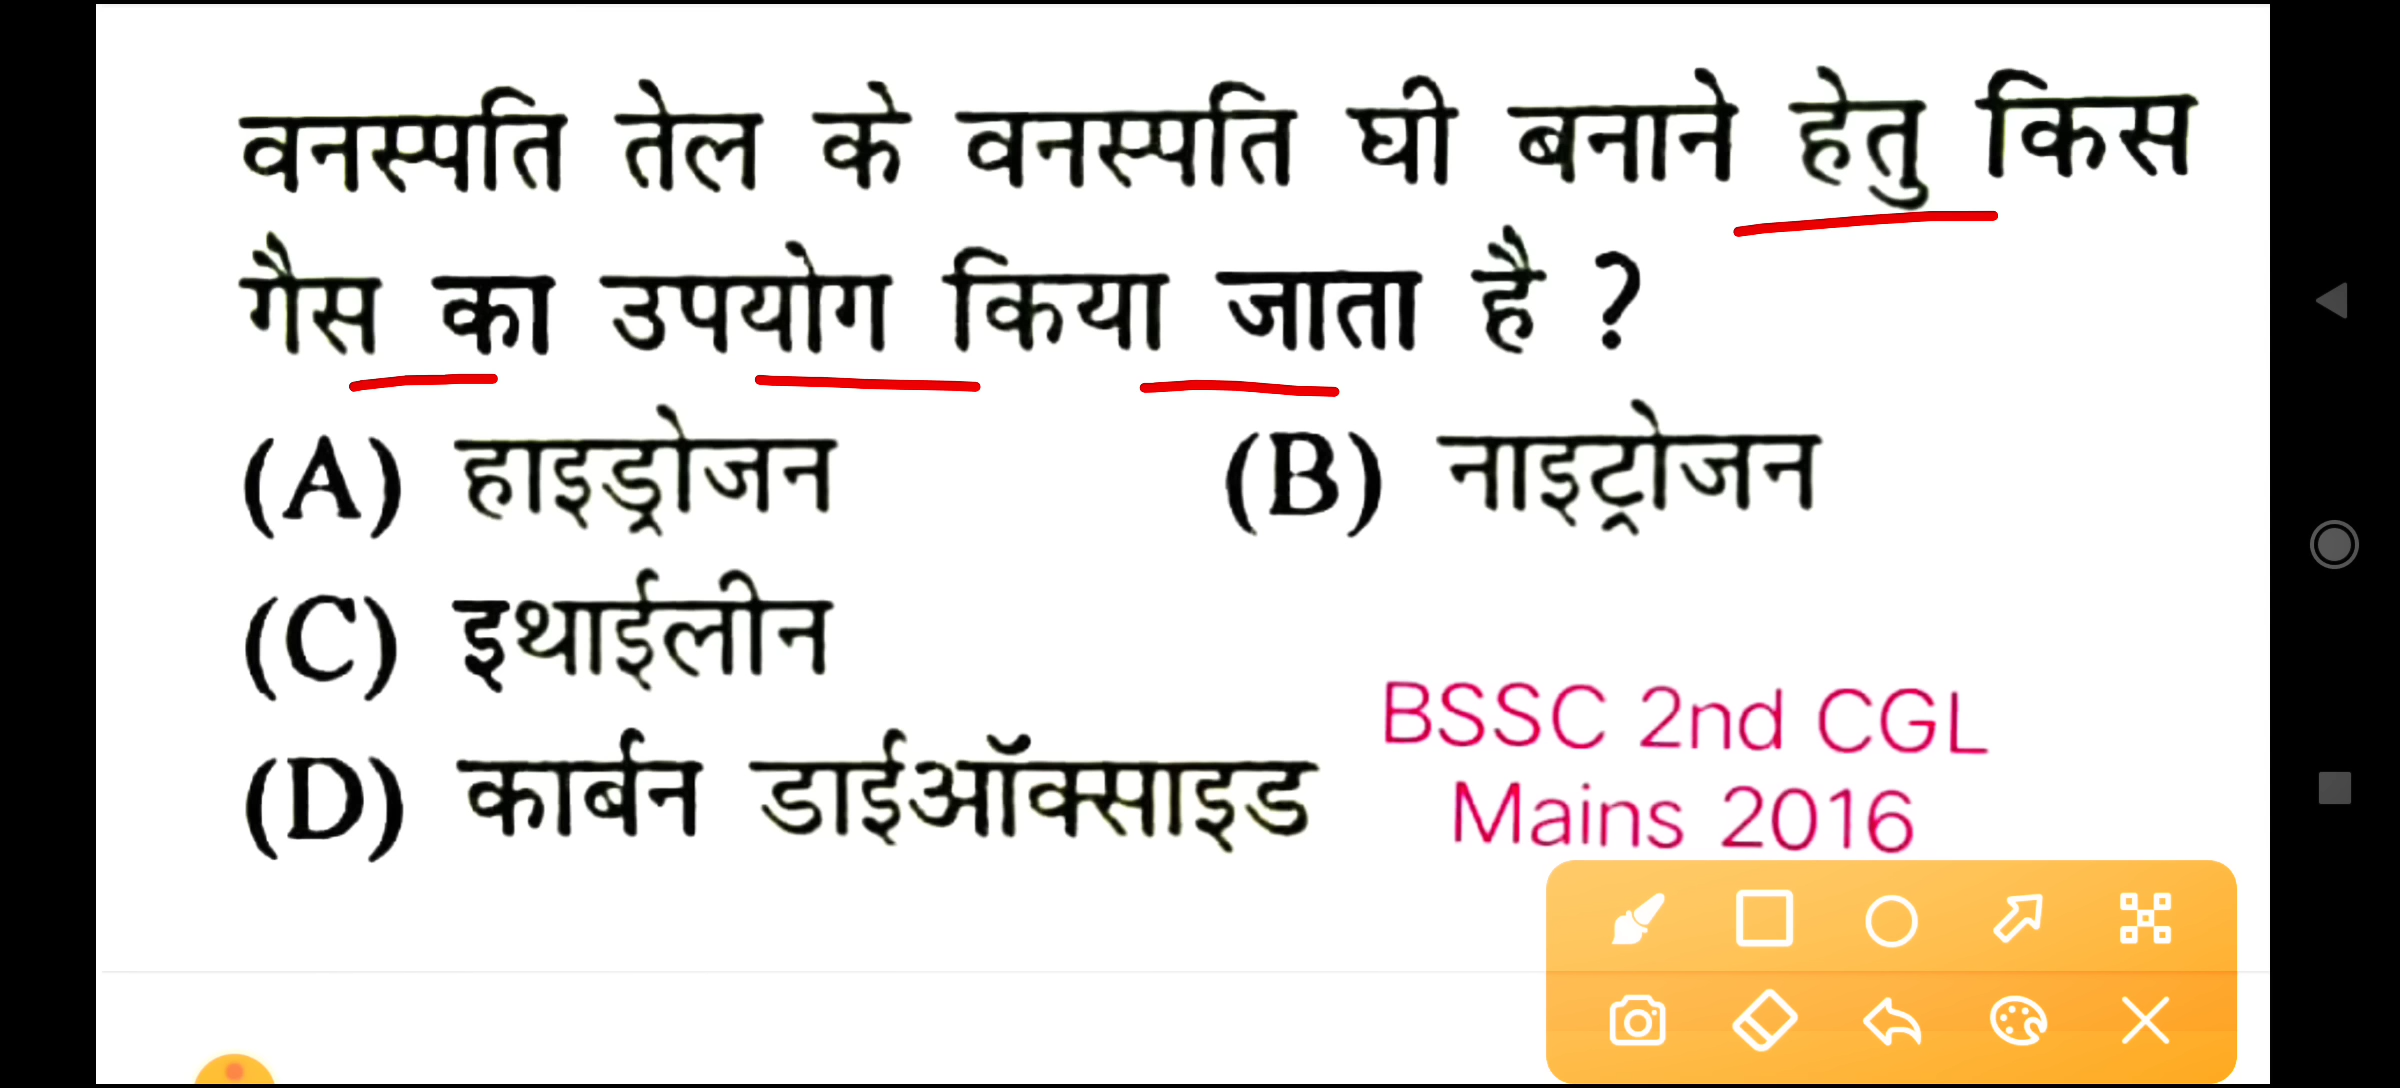 वनस्पति तेल के वनस्पति घी बनाने हेतु किस
गैस का उपयोग किया जाता है ?
(A) हाइड्रोजन (B) नाइट्रोजन
(C) इथाईलीन
(D) कार्बन डाईऑक्साइड
BSSC 2nd CGL
Mains 2016